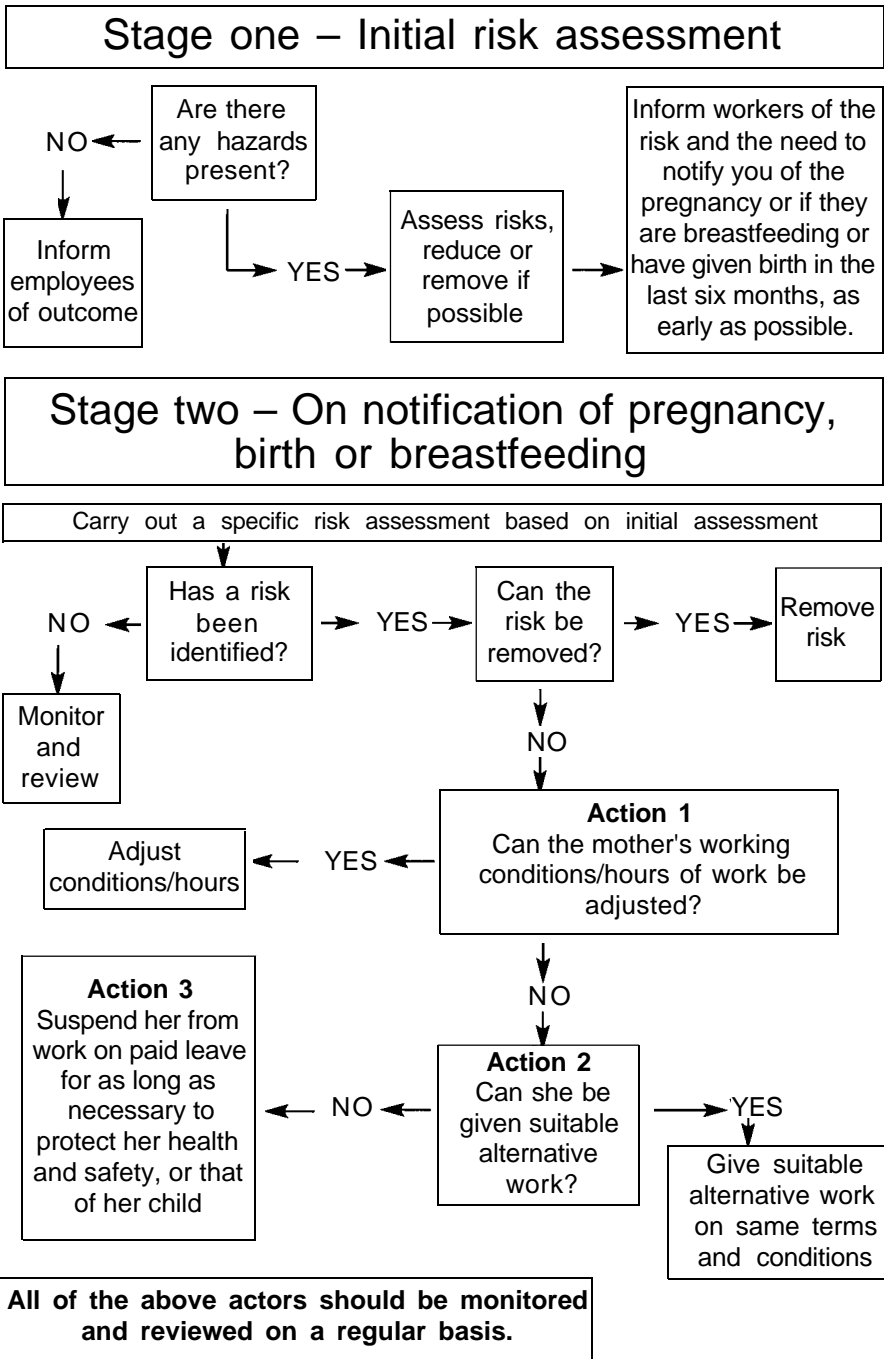 Stage one – Initial risk assessment
Are there
any hazards
present?
NO
Inform
employees
of outcome
YES
Assess risks,
reduce or
remove if
possible
Inform workers of the
risk and the need to
notify you of the
pregnancy or if they
are breastfeeding or
have given birth in the
last six months, as
early as possible.
Stage two – On notification of pregnancy,
birth or breastfeeding
Carry out a specific risk assessment based on initial assessment
Has a risk
been
identified?
NO
Monitor
and
review
YES
Can the
risk be
removed?
YES
Remove
risk
NO
Action 1
Can the mother's working
conditions/hours of work be
adjusted?
YES
Adjust
conditions/hours
NO
Action 2
Can she be
given suitable
alternative
work?
YES
Give suitable
alternative work
on same terms
and conditions
NO
Action 3
Suspend her from
work on paid leave
for as long as
necessary to
protect her health
and safety, or that
of her child
All of the above actors should be monitored
and reviewed on a regular basis.